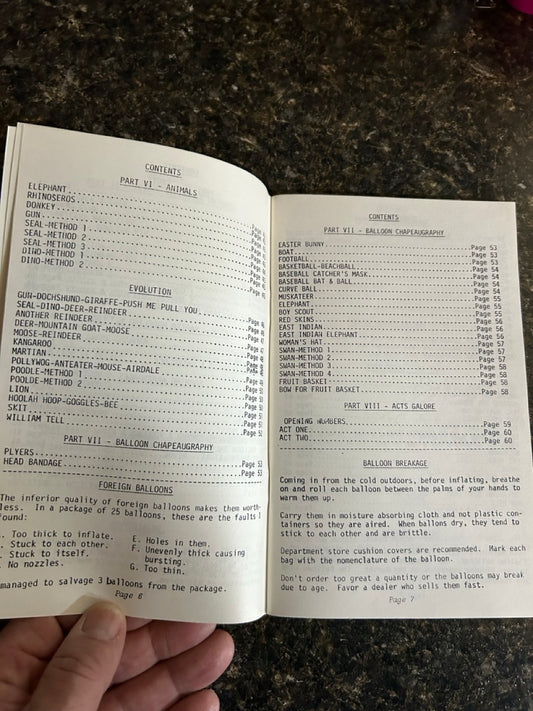 CONTENTS
PART VI - ANIMALS
ELEPHANT
RHINOSEROS
DONKEY
GUN
SEAL-METHOD 1
SEAL-METHOD 2
SEAL-METHOD 3
DINO-METHOD 1
DINO-METHOD 2
EVOLUTION
GUN-DOCHSHUND-GIRAFFE-PUSH ME PULL YOU
SEAL-DINO-DEER-REINDEER
ANOTHER REINDEER
DEER-MOUNTAIN GOAT-MOOSE
MOOSE-REINDEER
KANGAROO
MARTIAN
POLLYWOG-ANTEATER-MOUSE-AIRDALE
POODLE-METHOD 1
POOLDE-METHOD 2
LION
HOOLAH HOOP-GOGGLES-BEE
SKIT
WILLIAM TELL
PART VII - BALLOON CHAPEAUGRAPHY
PLYERS Page 53
HEAD BANDAGE Page 53
FOREIGN BALLOONS
The inferior quality of foreign balloons makes them worth-
less. In a package of 25 balloons, these are the faults I
found:
Too thick to inflate. E. Holes in them.
Stuck to each other. F. Unevenly thick causing
Stuck to itself. bursting.
No nozzles. G. Too thin.
managed to salvage 3 balloons from the package.
Page 6
CONTENTS
PART VII - BALLOON CHAPEAUGRAPHY
EASTER BUNNY Page 53
BOAT Page 53
FOOTBALL Page 53
BASKETBALL-BEACHBALL Page 54
BASEBALL CATCHER'S MASK Page 54
BASEBALL BAT & BALL Page 54
CURVE BALL Page 54
MUSKATEER Page 55
ELEPHANT Page 55
BOY SCOUT Page 55
RED SKINS Page 56
EAST INDIAN Page 56
EAST INDIAN ELEPHANT Page 56
WOMAN'S HAT Page 57
SWAN-METHOD 1 Page 57
SWAN-METHOD 2 Page 57
SWAN-METHOD 3 Page 58
SWAN-METHOD 4 Page 58
FRUIT BASKET Page 58
BOW FOR FRUIT BASKET Page 58
PART VIII - ACTS GALORE
OPENING NUMBERS Page 59
ACT ONE Page 60
ACT TWO Page 60
BALLOON BREAKAGE
Coming in from the cold outdoors, before inflating, breathe
on and roll each balloon between the palms of your hands to
warm them up.
Carry them in moisture absorbing cloth and not plastic con-
tainers so they are aired. When ballons dry, they tend to
stick to each other and are brittle.
Department store cushion covers are recommended. Mark each
bag with the nomenclature of the balloon.
Don't order too great a quantity or the balloons may break
due to age. Favor a dealer who sells them fast.
Page 7